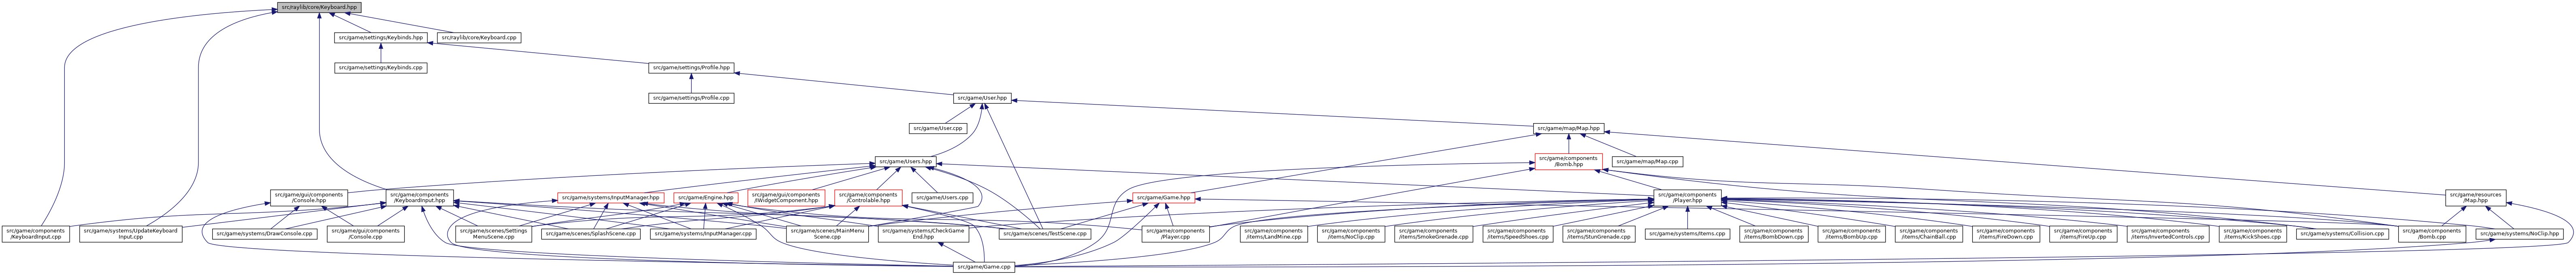 src/raylib/core/Keyboard.hpp
src/game/settings/Keybinds.hpp
src/raylib/core/Keyboard.cpp
src/game/settings/Keybinds.cpp
src/game/settings/Profile.hpp
src/game/settings/Profile.cpp
src/game/User.hpp
src/game/User.cpp
src/game/map/Map.hpp
src/game/Users.hpp
src/game/components
/Bomb.hpp
src/game/map/Map.cpp
src/game/gui/components
/Console.hpp
src/game/components
/KeyboardInput.hpp
src/game/systems/InputManager.hpp
src/game/Engine.hpp
src/game/gui/components
/IWidgetComponent.hpp
src/game/components
/Controlable.hpp
src/game/Users.cpp
src/game/Game.hpp
src/game/components
/Player.hpp
src/game/resources
/Map.hpp
src/game/components
/KeyboardInput.cpp
src/game/systems/UpdateKeyboard
Input.cpp
src/game/systems/DrawConsole.cpp
src/game/gui/components
/Console.cpp
src/game/scenes/Settings
MenuScene.cpp
src/game/scenes/SplashScene.cpp
src/game/systems/InputManager.cpp
src/game/scenes/MainMenu
Scene.cpp
src/game/systems/CheckGame
End.hpp
src/game/scenes/TestScene.cpp
src/game/components
/Player.cpp
src/game/components
/items/LandMine.cpp
src/game/components
/items/NoClip.cpp
src/game/components
/items/SmokeGrenade.cpp
src/game/components
/items/SpeedShoes.cpp
src/game/components
/items/StunGrenade.cpp
src/game/systems/Items.cpp
src/game/components
/items/BombDown.cpp
src/game/components
/items/BombUp.cpp
src/game/components
/items/ChainBall.cpp
src/game/components
/items/FireDown.cpp
src/game/components
/items/FireUp.cpp
src/game/components
/items/InvertedControls.cpp
src/game/components
/items/KickShoes.cpp
src/game/systems/Collision.cpp
src/game/components
/Bomb.cpp
src/game/systems/NoClip.hpp
src/game/Game.cpp